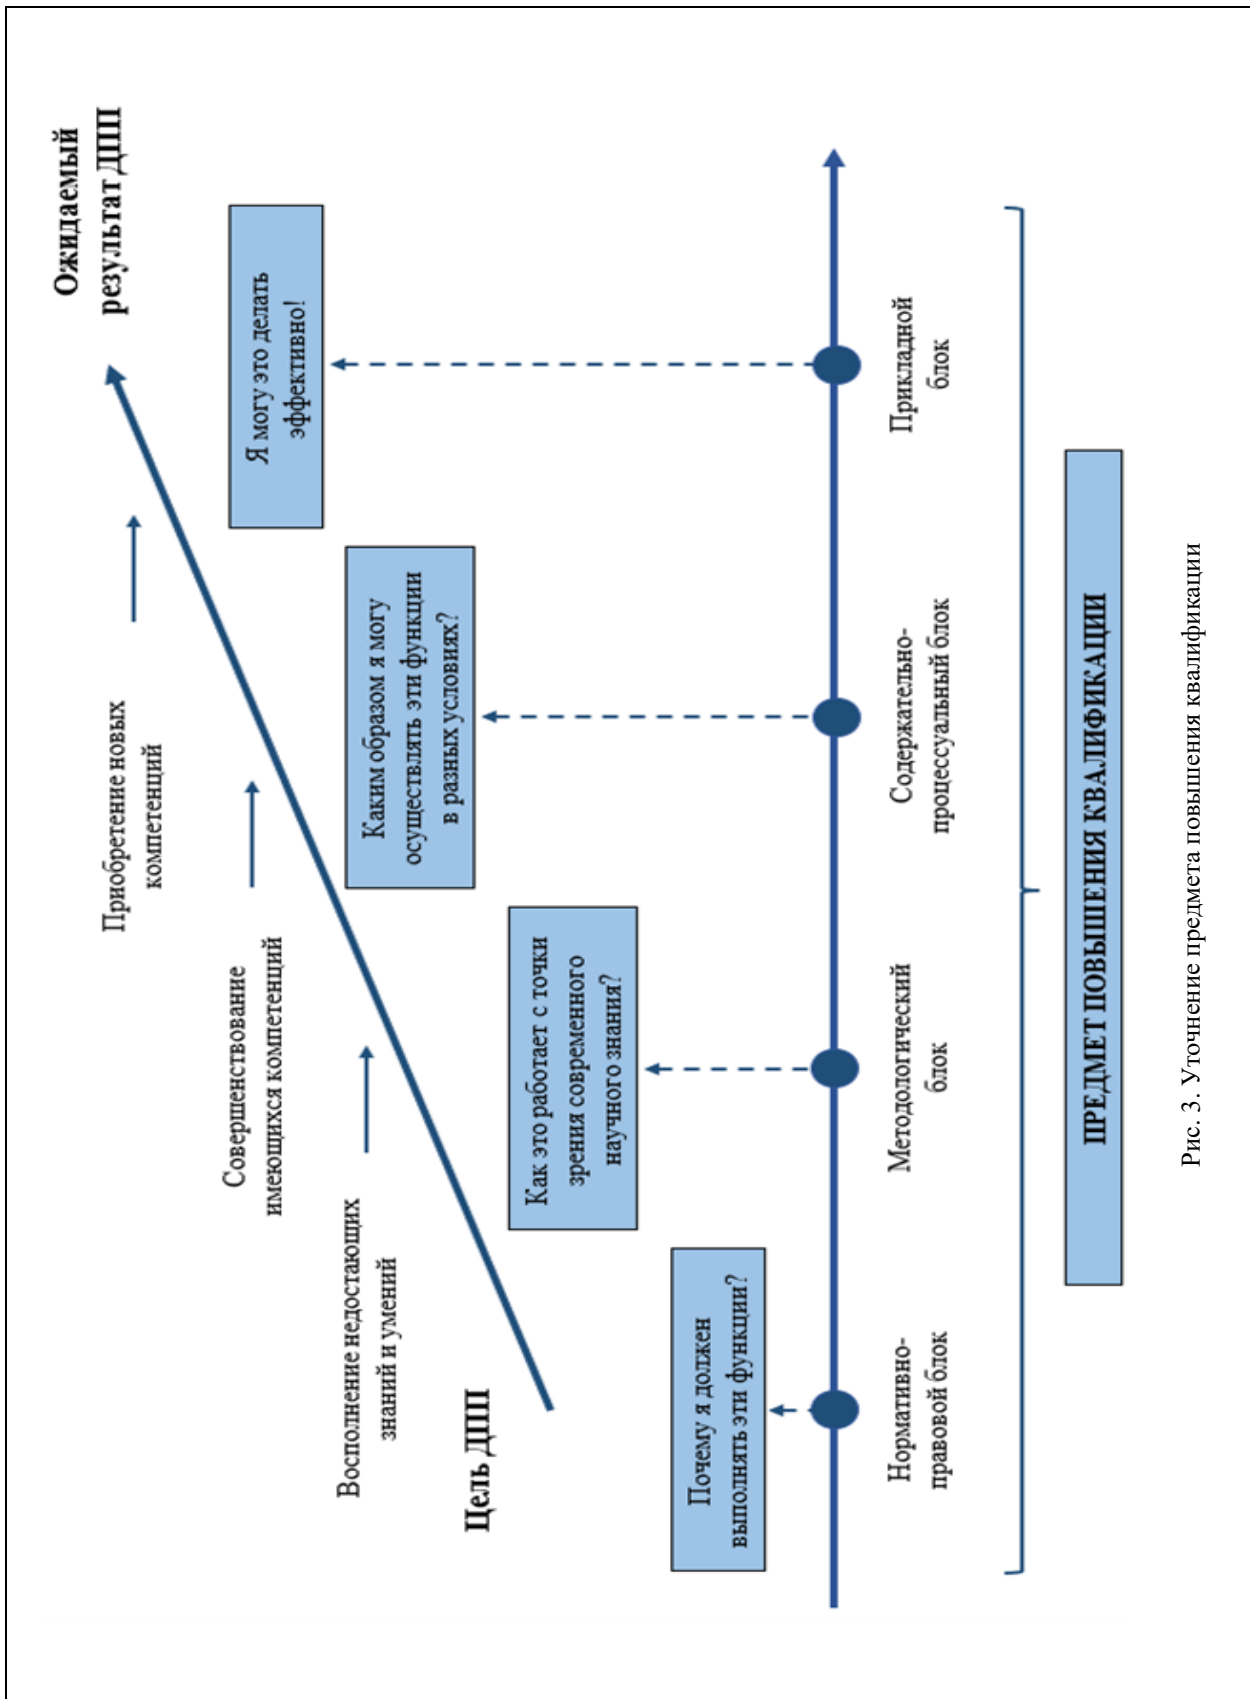 Ожидаемый
результат ДПП
Приобретение новых
компетенций
Совершенствование
имеющихся компетенций
Восполнение недостающих
знаний и умений
Цель ДПП
Почему я должен
выполнять эти функции?
Как это работает с точки
зрения современного
научного знания?
Каким образом я могу
осуществлять эти функции
в разных условиях?
Я могу это делать
эффективно!
Нормативно-
правовой блок
Методологический
блок
Содержательно-
процессуальный блок
Прикладной
блок
ПРЕДМЕТ ПОВЫШЕНИЯ КВАЛИФИКАЦИИ
Рис. 3. Уточнение предмета повышения квалификации